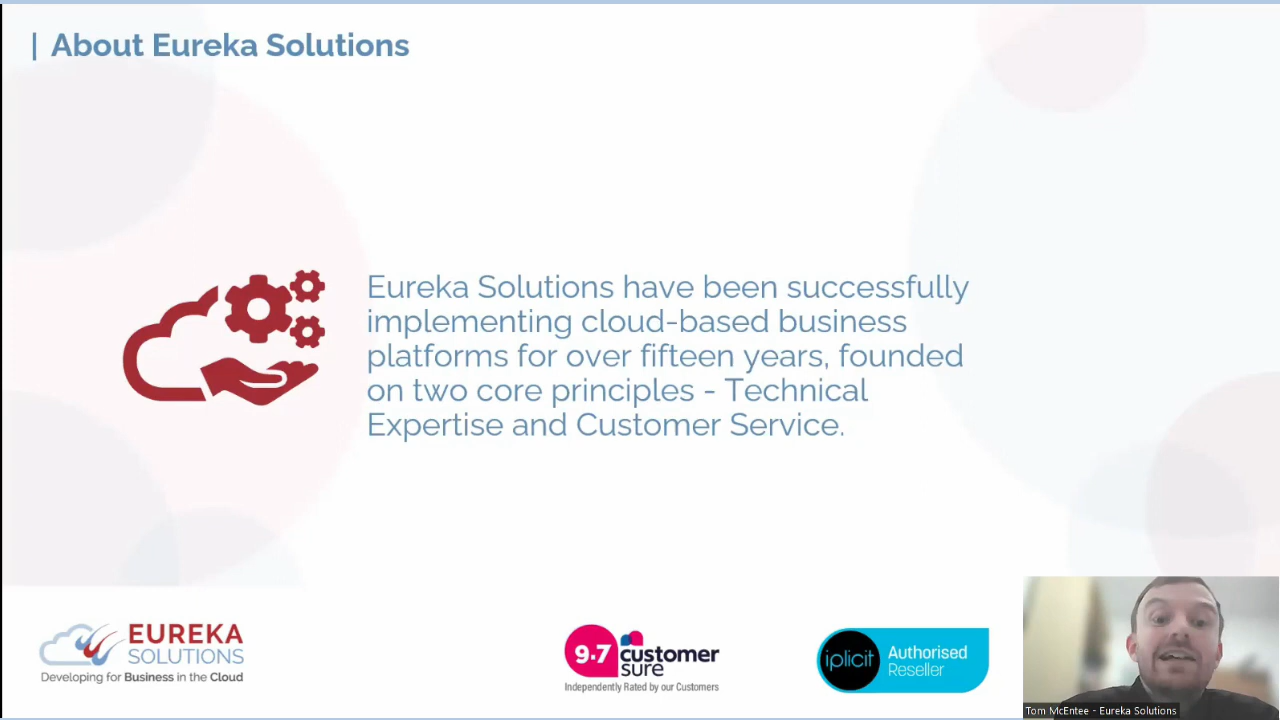 | About Eureka Solutions
Eureka Solutions have been successfully
implementing cloud-based business
platforms for over fifteen years, founded
on two core principles - Technical
Expertise and Customer Service.
EUREKA
SOLUTIONS
Developing for Business in the Cloud
9.7 customer
sure
Independently Rated by our Customers
iplicit
Authorised
Reseller
Tom McEntee - Eureka Solutions